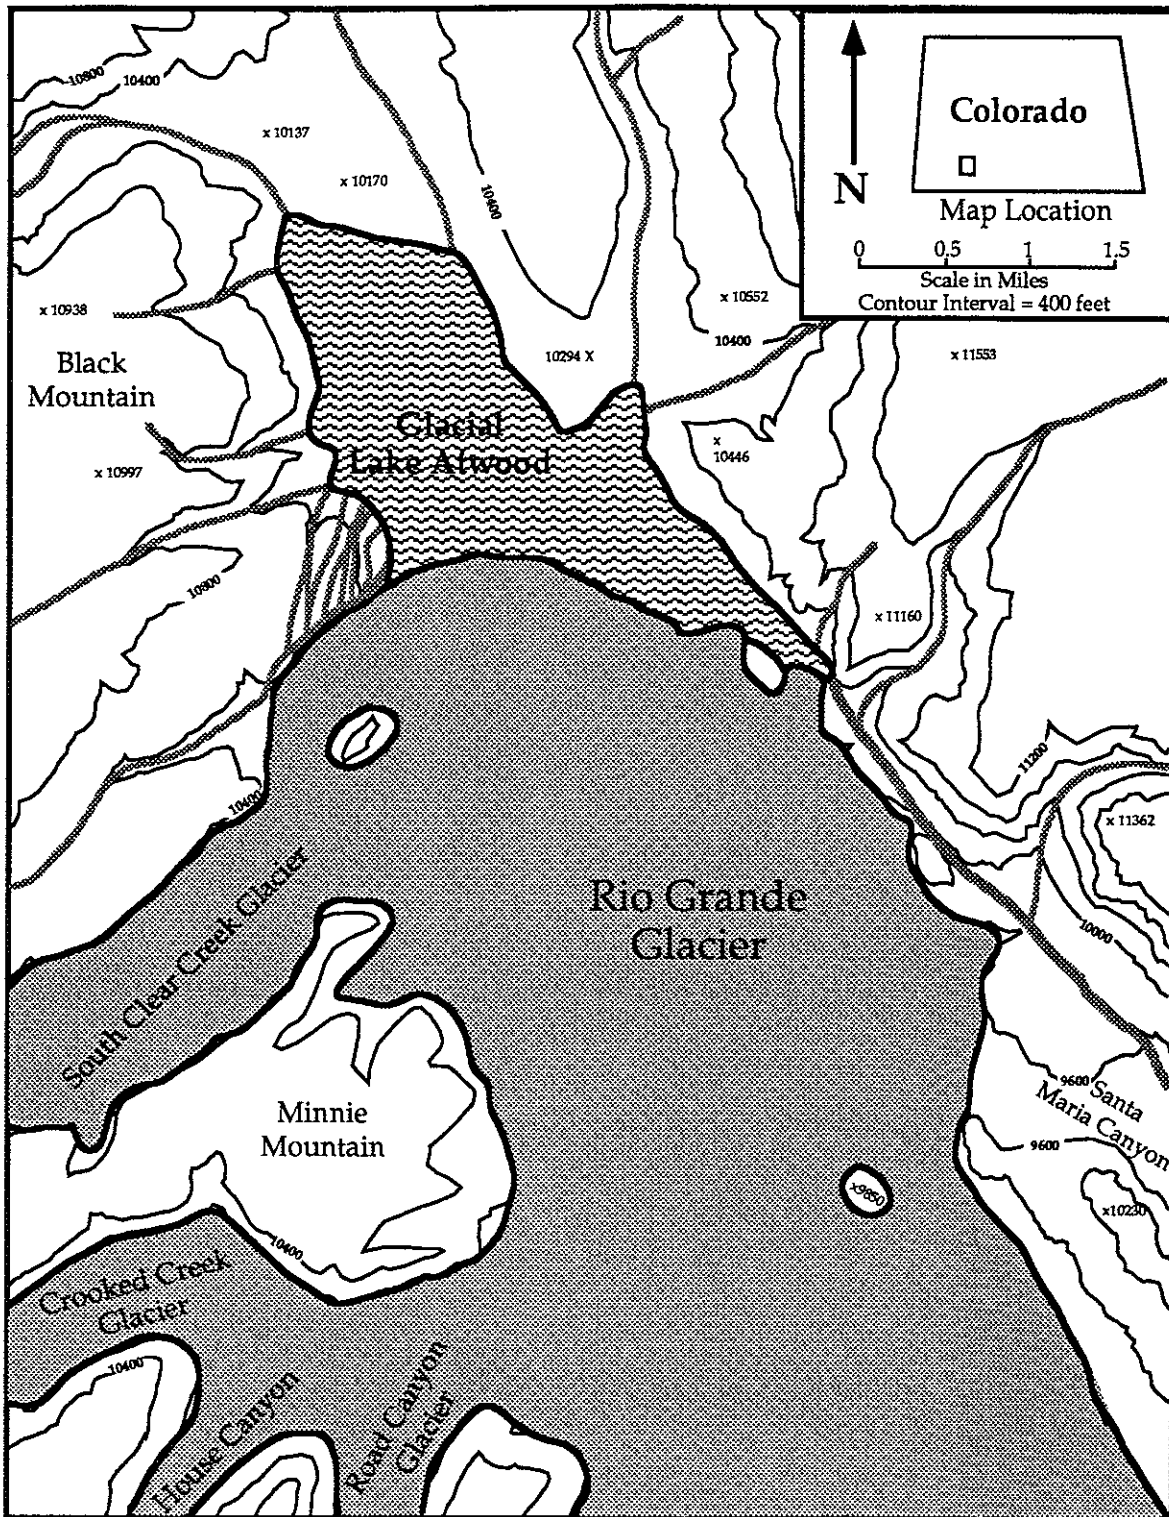 10800
10400
x 10137
x 10170
10400
N
Colorado
Map Location
0 0.5 1 1.5
Scale in Miles
Contour Interval = 400 feet
x 10938
x 10552
10400
10294 X
x 11553
Black
Mountain
Glacial
Lake Atwood
x
10446
x 10997
10800
x 11160
11200
10400
x 11362
South Clear Creek Glacier
Rio Grande
Glacier
10000
9600
Santa
Maria Canyon
9600
Minnie
Mountain
x9850
x10230
10400
Crooked Creek
Glacier
10400
House Canyon
Road Canyon
Glacier